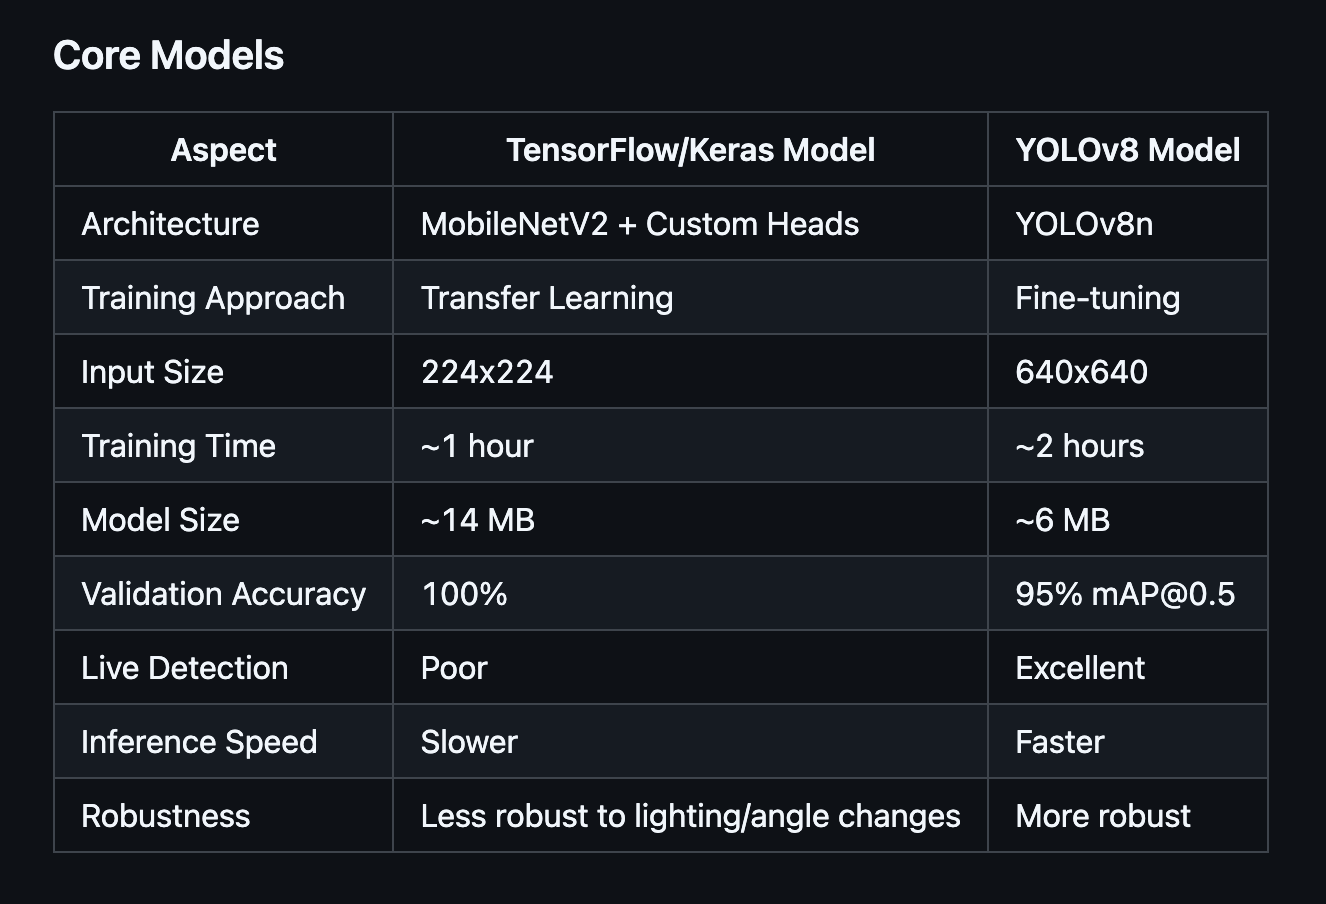 Core Models
Aspect TensorFlow/Keras Model YOLOv8 Model
Architecture MobileNetV2 + Custom Heads YOLOv8n
Training Approach Transfer Learning Fine-tuning
Input Size 224x224 640x640
Training Time ~1 hour ~2 hours
Model Size ~14 MB ~6 MB
Validation Accuracy 100% 95% mAP@0.5
Live Detection Poor Excellent
Inference Speed Slower Faster
Robustness Less robust to lighting/angle changes More robust